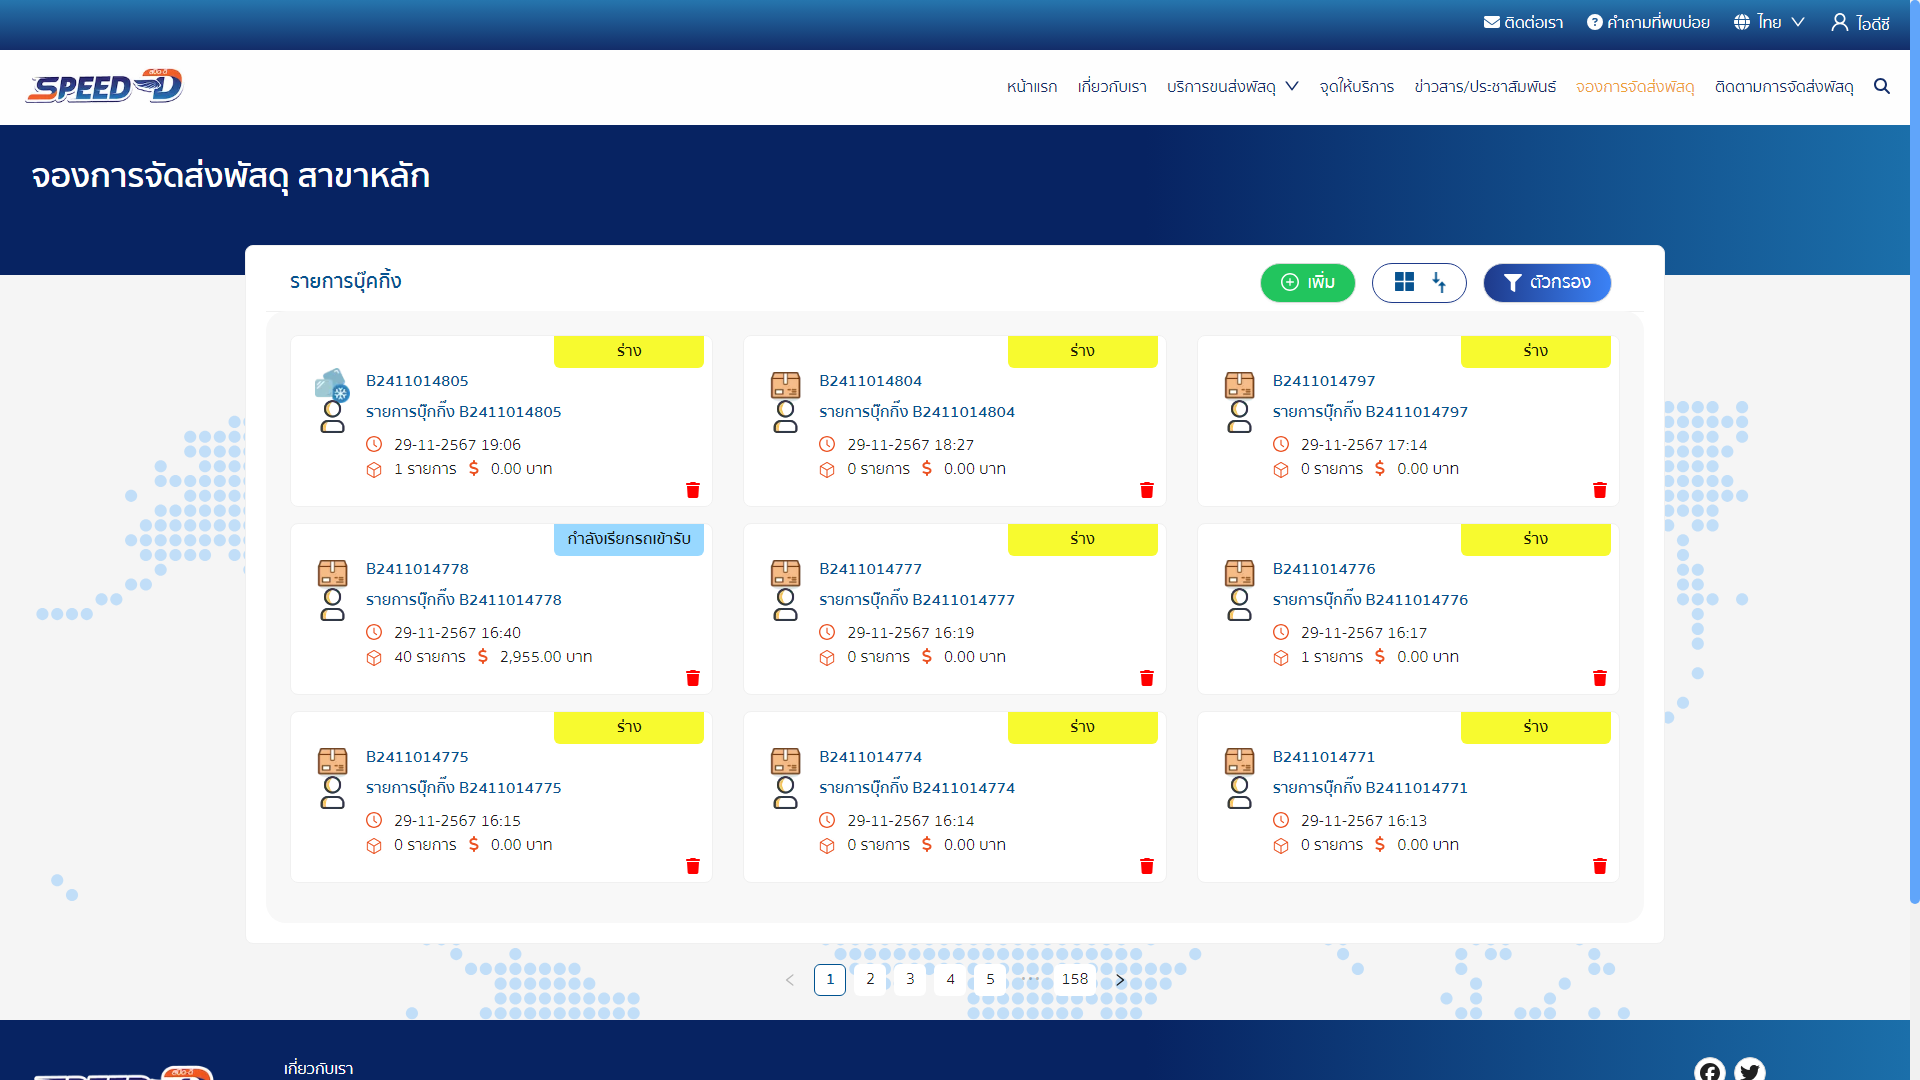 ติดต่อเรา คำถามที่พบบ่อย ไทย ไอดีซี
สปีด-ดี
SPEED-D
หน้าแรก เกี่ยวกับเรา บริการขนส่งพัสดุ จุดให้บริการ ข่าวสาร/ประชาสัมพันธ์ จองการจัดส่งพัสดุ ติดตามการจัดส่งพัสดุ
จองการจัดส่งพัสดุ สาขาหลัก
รายการบุ๊คกิ้ง เพิ่ม ตัวกรอง
ร่าง
B2411014805
รายการบุ๊กกิ๊ง B2411014805
29-11-2567 19:06
1 รายการ $ 0.00 บาท
ร่าง
B2411014804
รายการบุ๊กกิ๊ง B2411014804
29-11-2567 18:27
0 รายการ $ 0.00 บาท
ร่าง
B2411014797
รายการบุ๊กกิ๊ง B2411014797
29-11-2567 17:14
0 รายการ $ 0.00 บาท
กำลังเรียกรถเข้ารับ
B2411014778
รายการบุ๊กกิ๊ง B2411014778
29-11-2567 16:40
40 รายการ $ 2,955.00 บาท
ร่าง
B2411014777
รายการบุ๊กกิ๊ง B2411014777
29-11-2567 16:19
0 รายการ $ 0.00 บาท
ร่าง
B2411014776
รายการบุ๊กกิ๊ง B2411014776
29-11-2567 16:17
1 รายการ $ 0.00 บาท
ร่าง
B2411014775
รายการบุ๊กกิ๊ง B2411014775
29-11-2567 16:15
0 รายการ $ 0.00 บาท
ร่าง
B2411014774
รายการบุ๊กกิ๊ง B2411014774
29-11-2567 16:14
0 รายการ $ 0.00 บาท
ร่าง
B2411014771
รายการบุ๊กกิ๊ง B2411014771
29-11-2567 16:13
0 รายการ $ 0.00 บาท
1 2 3 4 5 ••• 158
เกี่ยวกับเรา